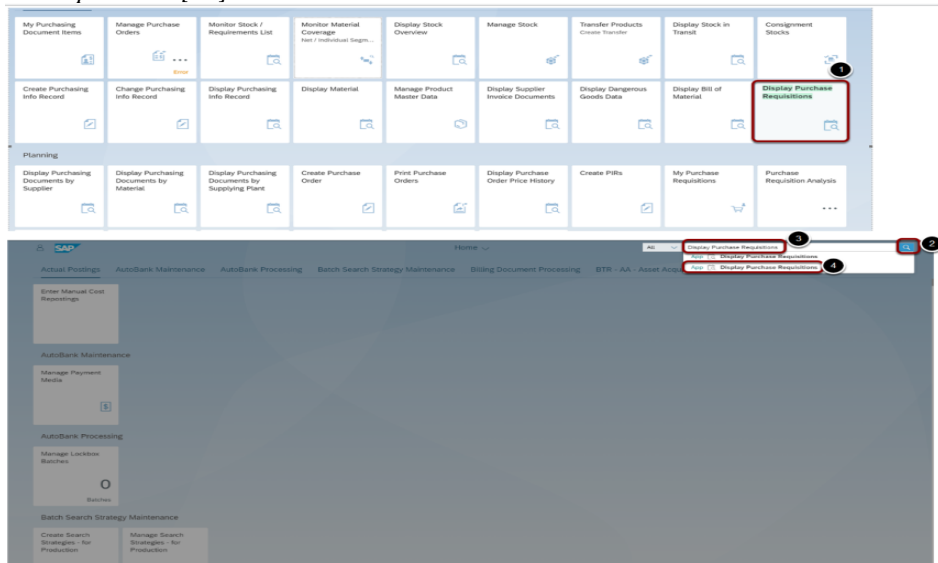 My Purchasing
Document Items
Manage Purchase
Orders
Error
Monitor Stock /
Requirements List
Monitor Material
Coverage
Net / Individual Segm...
Display Stock
Overview
Manage Stock
Transfer Products
Create Transfer
Display Stock in
Transit
Consignment
Stocks
1
Create Purchasing
Info Record
Change Purchasing
Info Record
Display Purchasing
Info Record
Display Material
Manage Product
Master Data
Display Supplier
Invoice Documents
Display Dangerous
Goods Data
Display Bill of
Material
Display Purchase
Requisitions
Planning
Display Purchasing
Documents by
Supplier
Display Purchasing
Documents by
Material
Display Purchasing
Documents by
Supplying Plant
Create Purchase
Order
Print Purchase
Orders
Display Purchase
Order Price History
Create PIRs
My Purchase
Requisitions
Purchase
Requisition Analysis
SAP
Home
All
Display Purchase Requisitions
3
2
App Display Purchase Requisitions
App Display Purchase Requisitions
4
Actual Postings AutoBank Maintenance AutoBank Processing Batch Search Strategy Maintenance Billing Document Processing BTR - AA - Asset
Enter Manual Cost
Repostings
AutoBank Maintenance
Manage Payment
Media
$
AutoBank Processing
Manage Lockbox
Batches
0
Batches
Batch Search Strategy Maintenance
Create Search
Strategies - for
Production
Manage Search
Strategies - for
Production